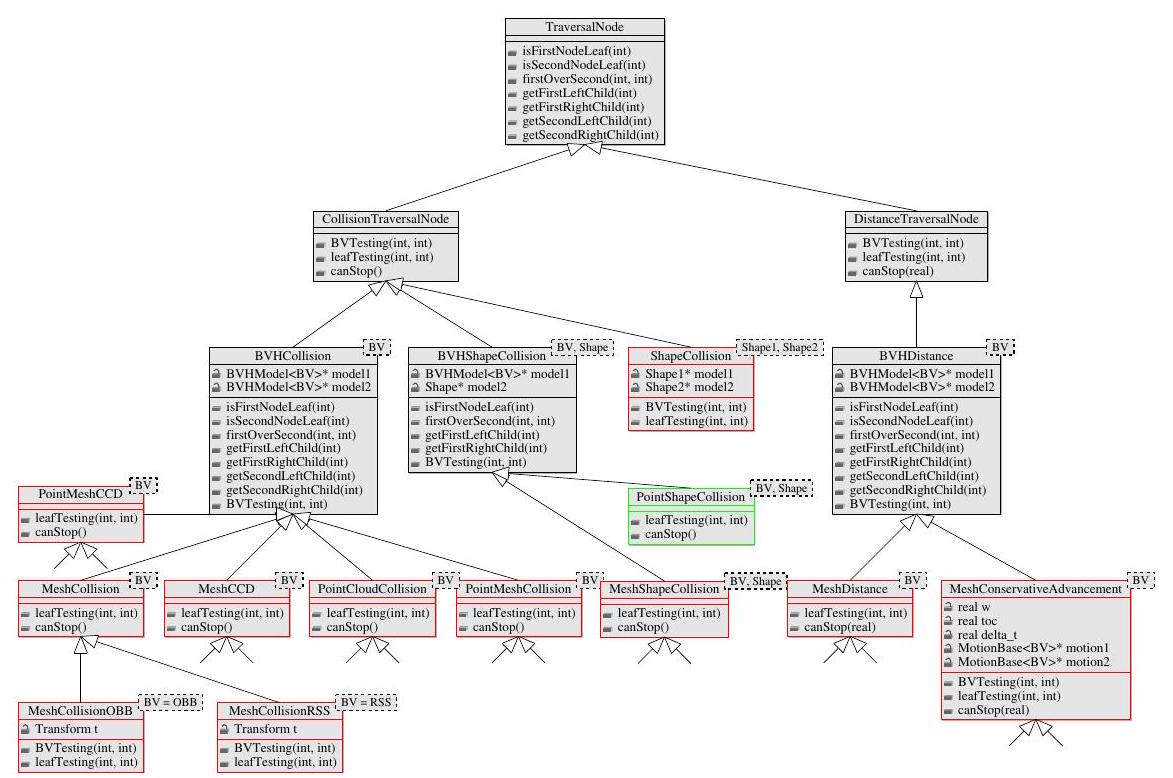 TraversalNode
isFirstNodeLeaf(int)
isSecondNodeLeaf(int)
firstOverSecond(int, int)
getFirstLeftChild(int)
getFirstRightChild(int)
getSecondLeftChild(int)
getSecondRightChild(int)
CollisionTraversalNode
BVTesting(int, int)
leafTesting(int, int)
canStop()
DistanceTraversalNode
BVTesting(int, int)
leafTesting(int, int)
canStop(real)
BV
BVHCollision
BVHModel<BV>* model1
BVHModel<BV>* model2
isFirstNodeLeaf(int)
isSecondNodeLeaf(int)
firstOverSecond(int, int)
getFirstLeftChild(int)
getFirstRightChild(int)
getSecondLeftChild(int)
getSecondRightChild(int)
BVTesting(int, int)
BV, Shape
BVHShapeCollision
BVHModel<BV>* model1
Shape* model2
isFirstNodeLeaf(int)
firstOverSecond(int, int)
getFirstLeftChild(int)
getFirstRightChild(int)
BVTesting(int, int)
Shape1, Shape2
ShapeCollision
Shape1* model1
Shape2* model2
BVTesting(int, int)
leafTesting(int, int)
BV
BVHDistance
BVHModel<BV>* model1
BVHModel<BV>* model2
isFirstNodeLeaf(int)
isSecondNodeLeaf(int)
firstOverSecond(int, int)
getFirstLeftChild(int)
getFirstRightChild(int)
getSecondLeftChild(int)
getSecondRightChild(int)
BVTesting(int, int)
BV
PointMeshCCD
leafTesting(int, int)
canStop()
BV, Shape
PointShapeCollision
leafTesting(int, int)
canStop()
BV
MeshCollision
leafTesting(int, int)
canStop()
BV
MeshCCD
leafTesting(int, int)
canStop()
BV
PointCloudCollision
leafTesting(int, int)
canStop()
BV
PointMeshCollision
leafTesting(int, int)
canStop()
BV, Shape
MeshShapeCollision
leafTesting(int, int)
canStop()
BV
MeshDistance
leafTesting(int, int)
canStop(real)
BV
MeshConservativeAdvancement
real w
real toc
real delta_t
MotionBase<BV>* motion1
MotionBase<BV>* motion2
BVTesting(int, int)
leafTesting(int, int)
canStop(real)
BV = OBB
MeshCollisionOBB
Transform t
BVTesting(int, int)
leafTesting(int, int)
BV = RSS
MeshCollisionRSS
Transform t
BVTesting(int, int)
leafTesting(int, int)